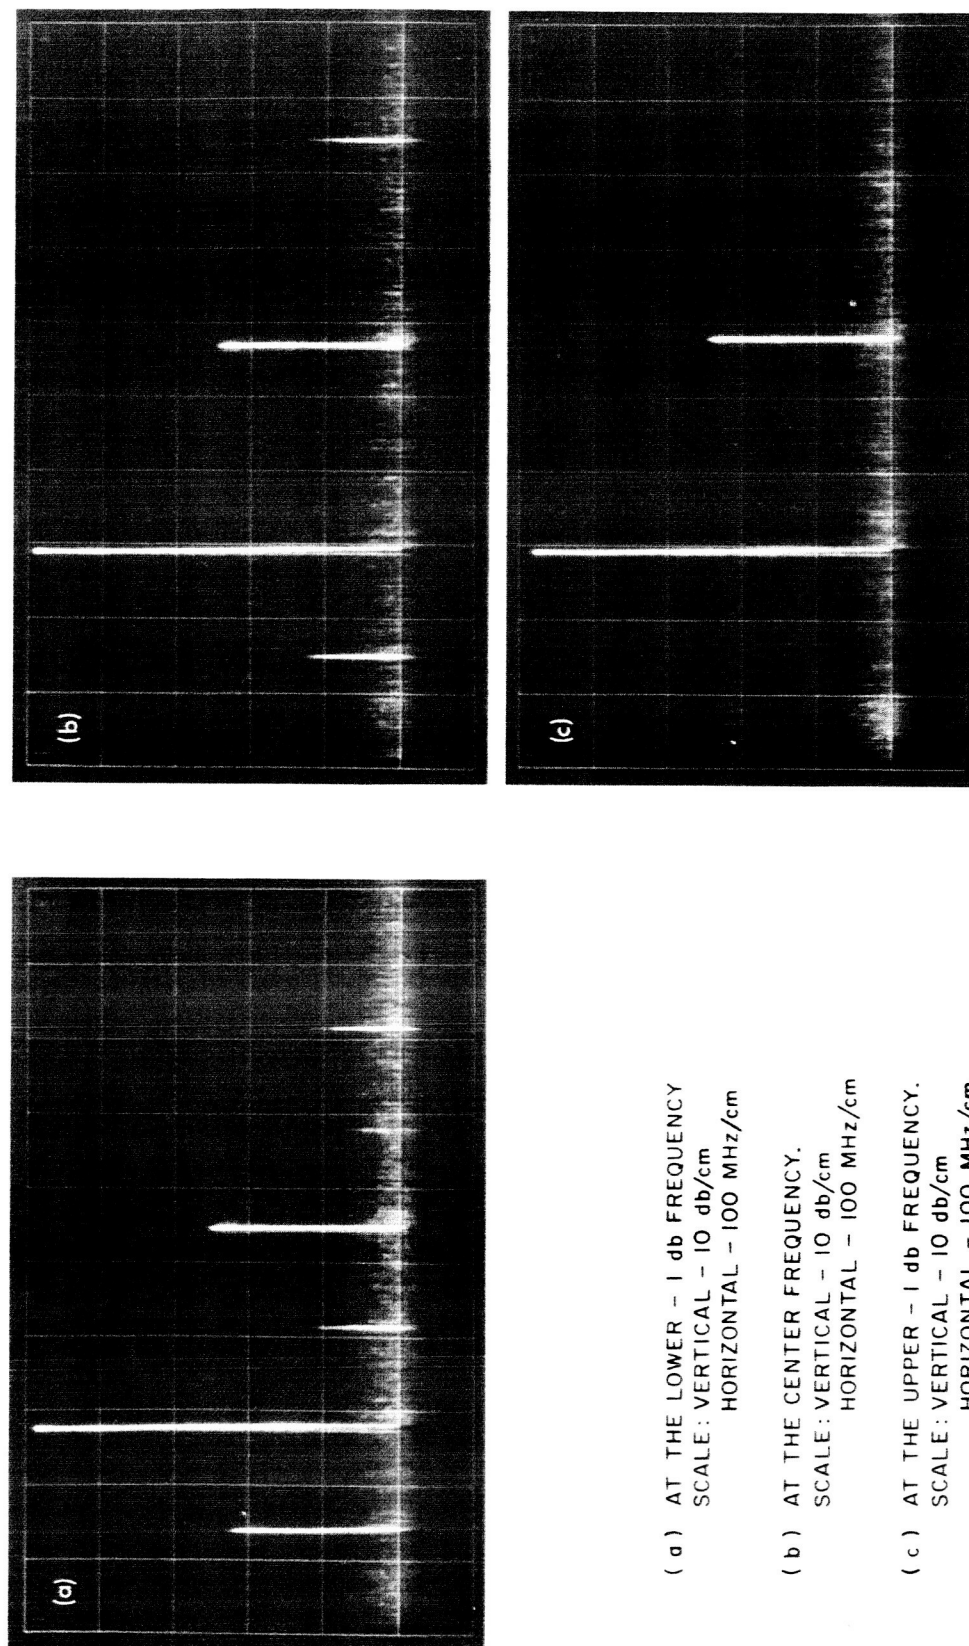 (a)
(b)
(c)
(a) AT THE LOWER - 1 db FREQUENCY
SCALE: VERTICAL - 10 db/cm
HORIZONTAL - 100 MHz/cm
(b) AT THE CENTER FREQUENCY.
SCALE: VERTICAL - 10 db/cm
HORIZONTAL - 100 MHz/cm
(c) AT THE UPPER - 1 db FREQUENCY.
SCALE: VERTICAL - 10 db/cm
HORIZONTAL - 100 MHz/cm